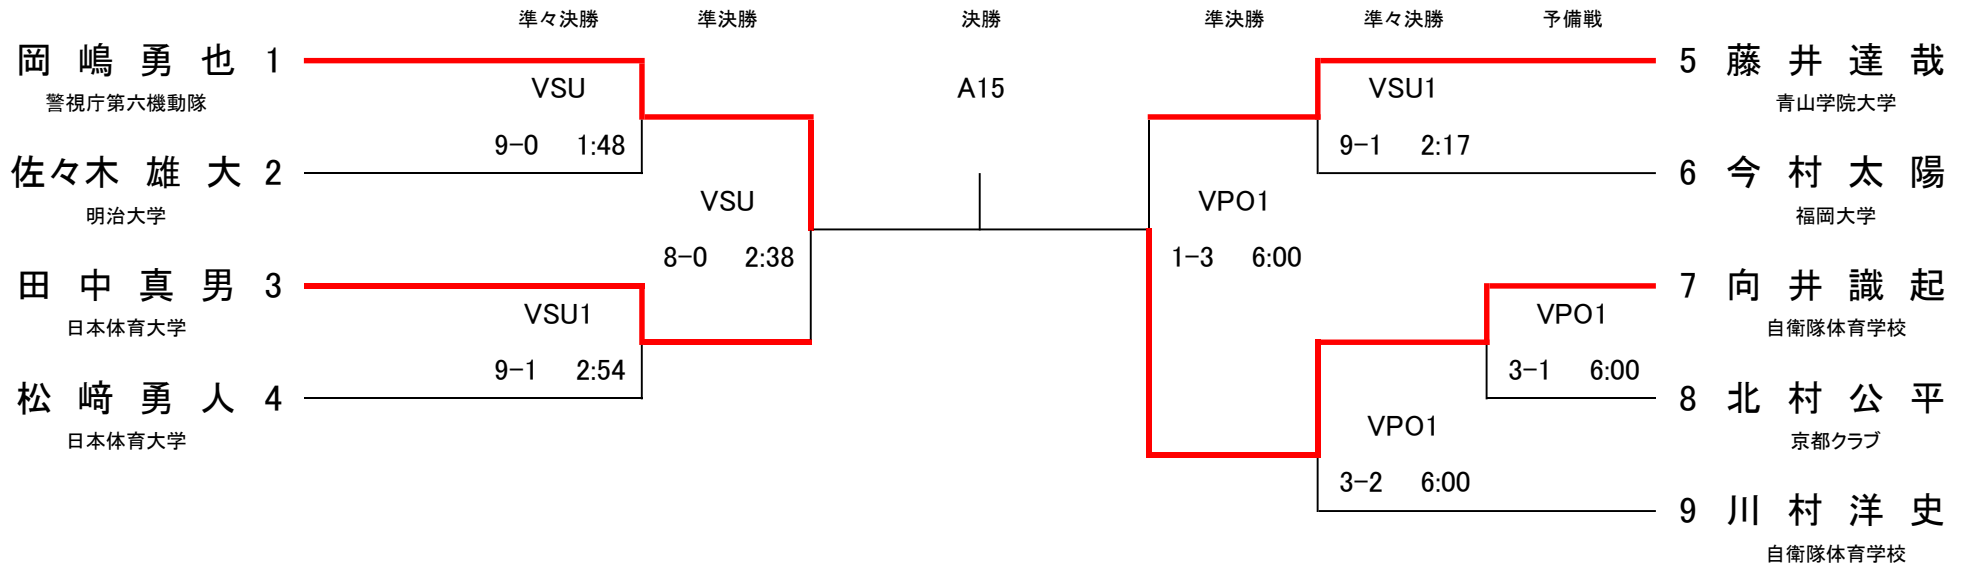 準々決勝 準決勝 決勝 準決勝 準々決勝 予備戦
岡嶋勇也 1
警視庁第六機動隊
VSU
9-0 1:48
佐々木雄大 2
明治大学
VSU
8-0 2:38
田中真男 3
日本体育大学
VSU1
9-1 2:54
松﨑勇人 4
日本体育大学
A15
5 藤井達哉
青山学院大学
VSU1
9-1 2:17
6 今村太陽
福岡大学
VPO1
1-3 6:00
7 向井識起
自衛隊体育学校
VPO1
3-1 6:00
8 北村公平
京都クラブ
VPO1
3-2 6:00
9 川村洋史
自衛隊体育学校